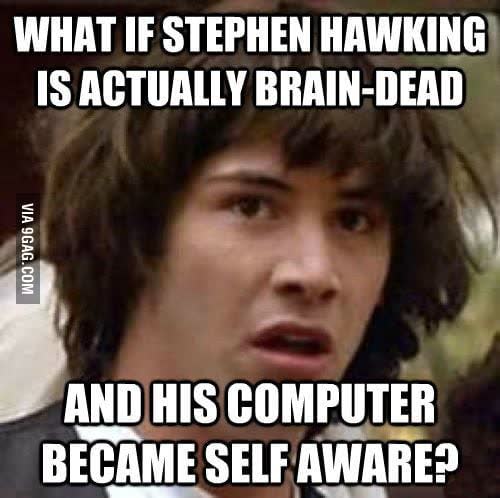 WHAT IF STEPHEN HAWKING
IS ACTUALLY BRAIN-DEAD
VIA 9GAG.COM
AND HIS COMPUTER
BECAME SELF AWARE?